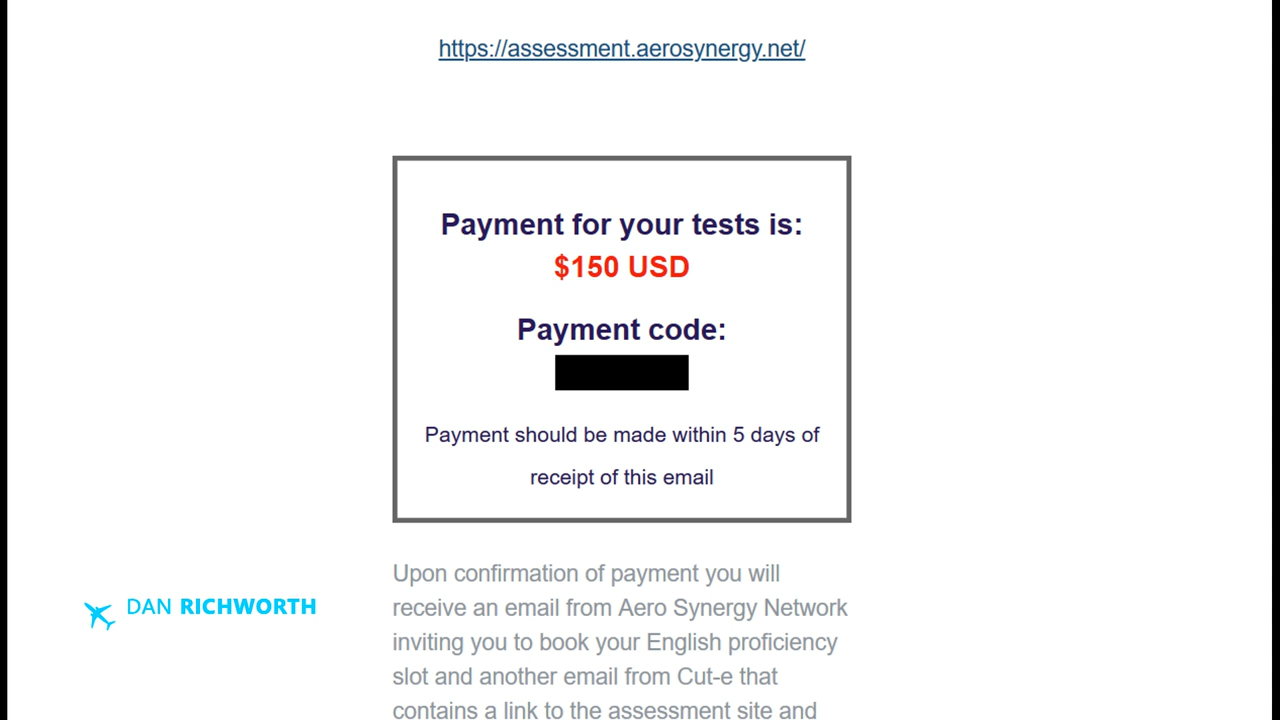 https://assessment.aerosynergy.net/
Payment for your tests is:
$150 USD
Payment code:
Payment should be made within 5 days of
receipt of this email
Upon confirmation of payment you will
receive an email from Aero Synergy Network
inviting you to book your English proficiency
slot and another email from Cut-e that
contains a link to the assessment site and
DAN RICHWORTH